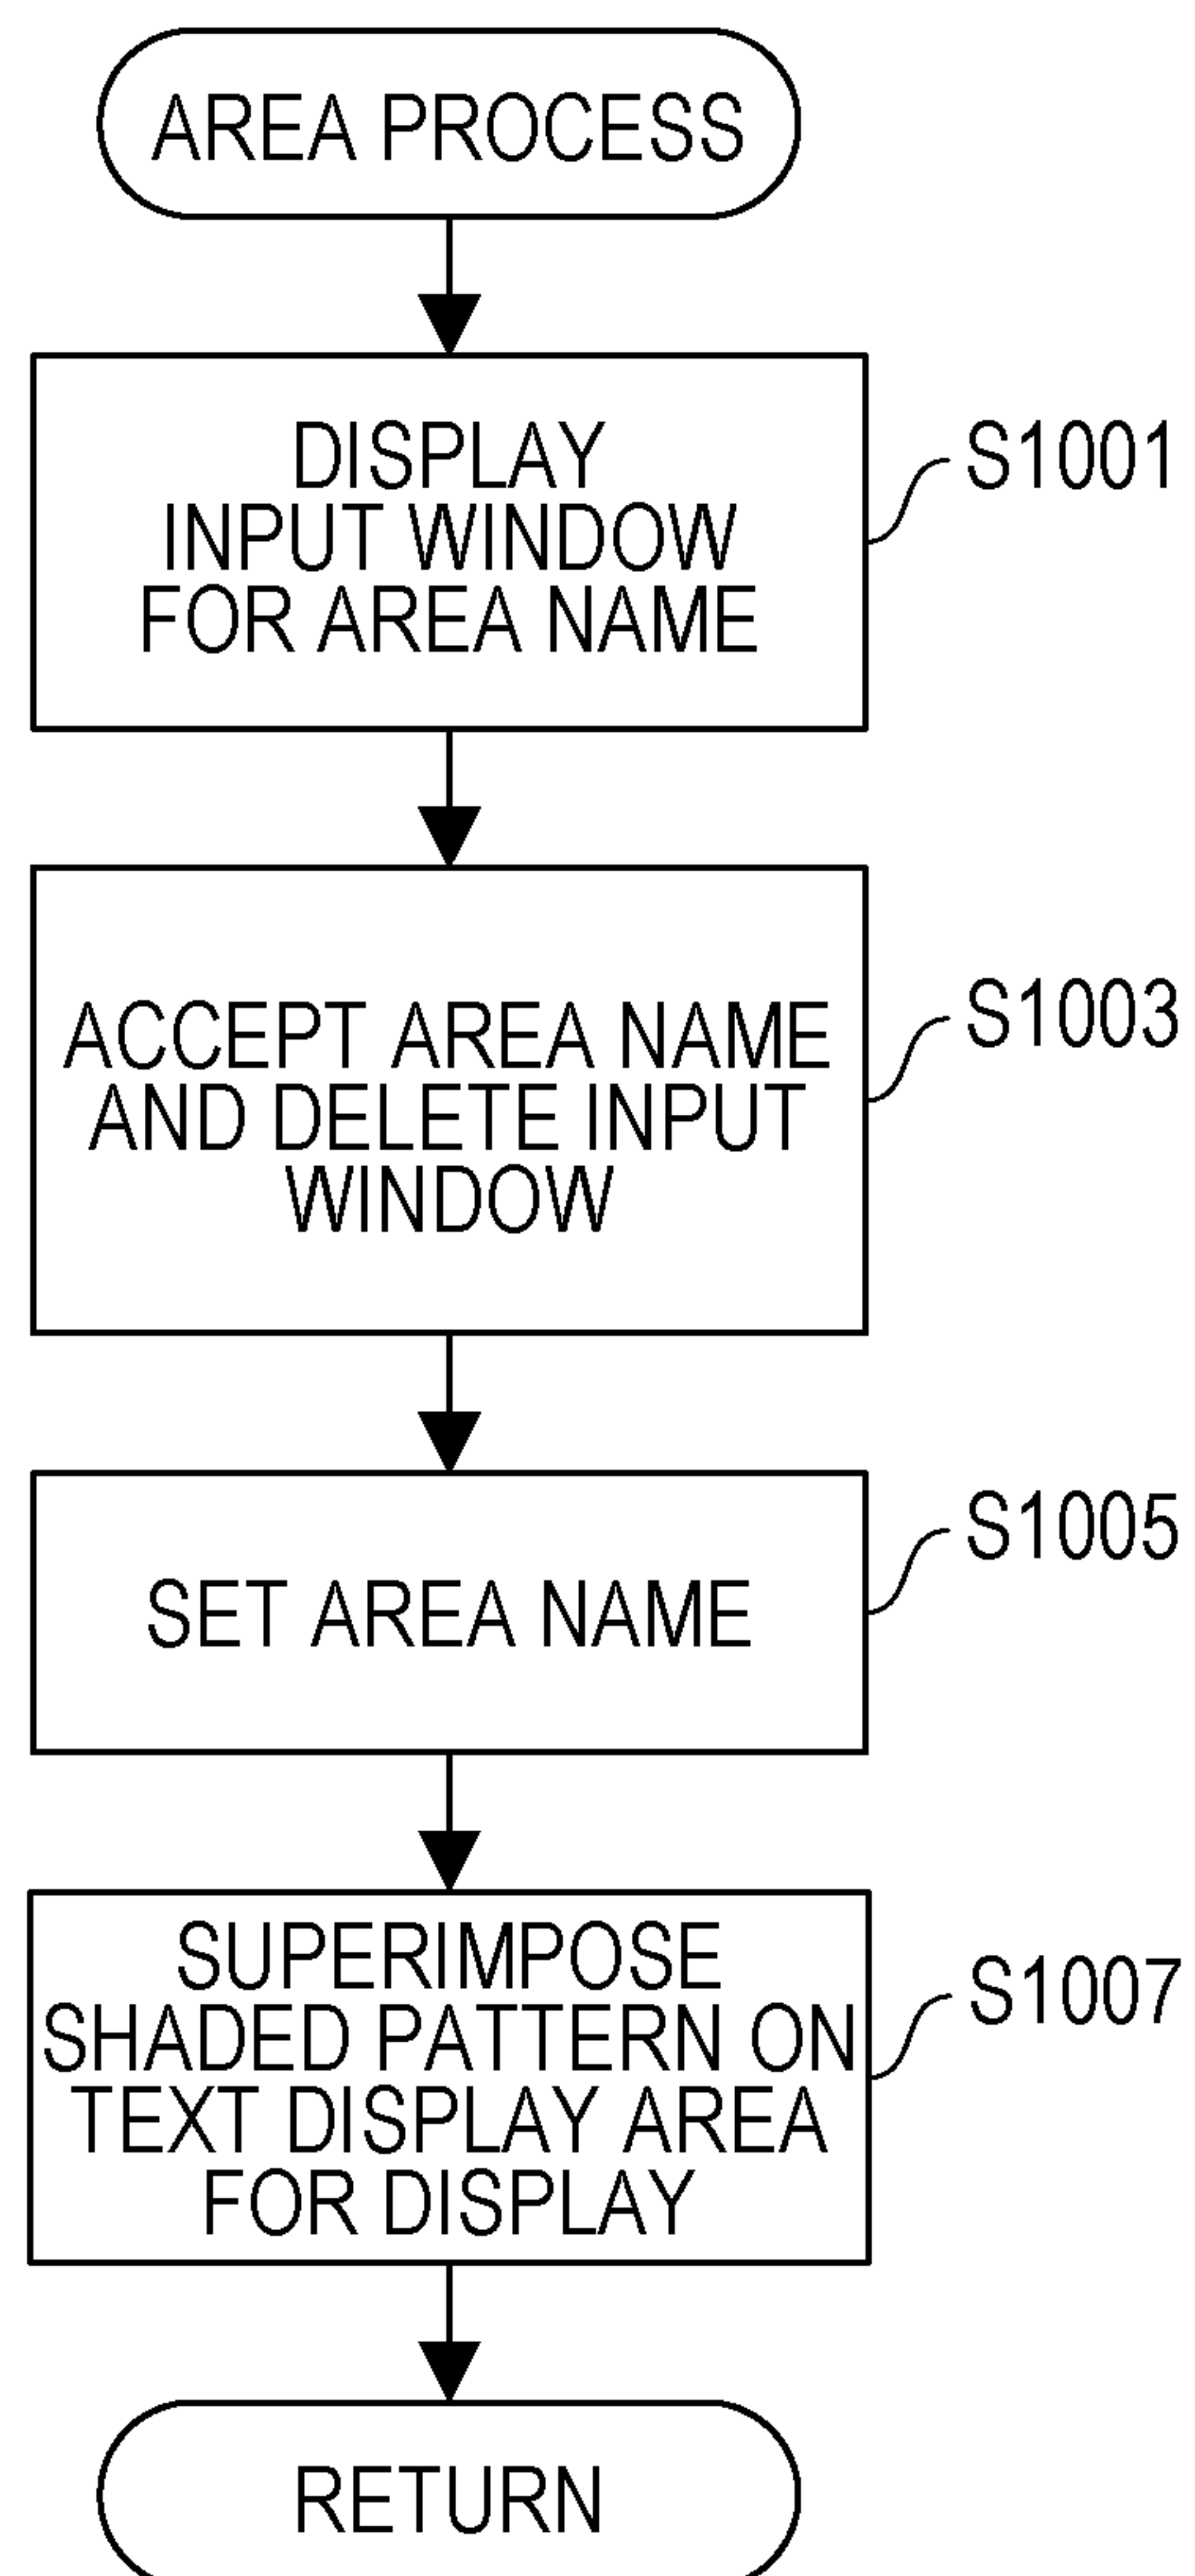 AREA PROCESS
DISPLAY
INPUT WINDOW
FOR AREA NAME
S1001
ACCEPT AREA NAME
AND DELETE INPUT
WINDOW
S1003
SET AREA NAME
S1005
SUPERIMPOSE
SHADED PATTERN ON
TEXT DISPLAY AREA
FOR DISPLAY
S1007
RETURN